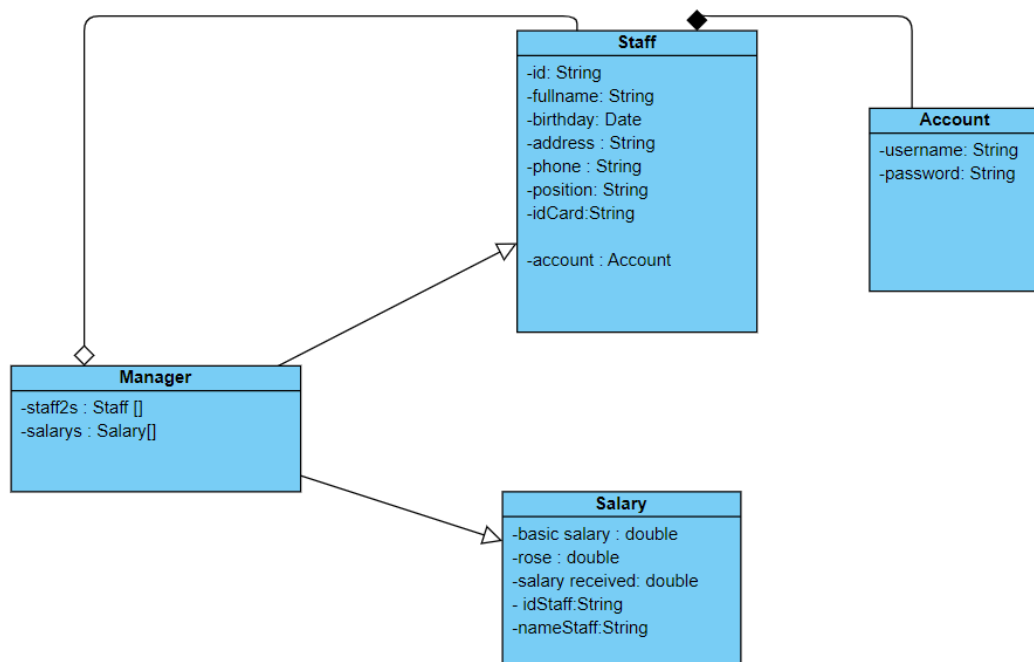 Staff
-id: String
-fullname: String
-birthday: Date
-address : String
-phone : String
-position: String
-idCard:String
-account : Account
Account
-username: String
-password: String
Manager
-staff2s : Staff []
-salarys : Salary[]
Salary
-basic salary : double
-rose : double
-salary received: double
- idStaff:String
-nameStaff:String